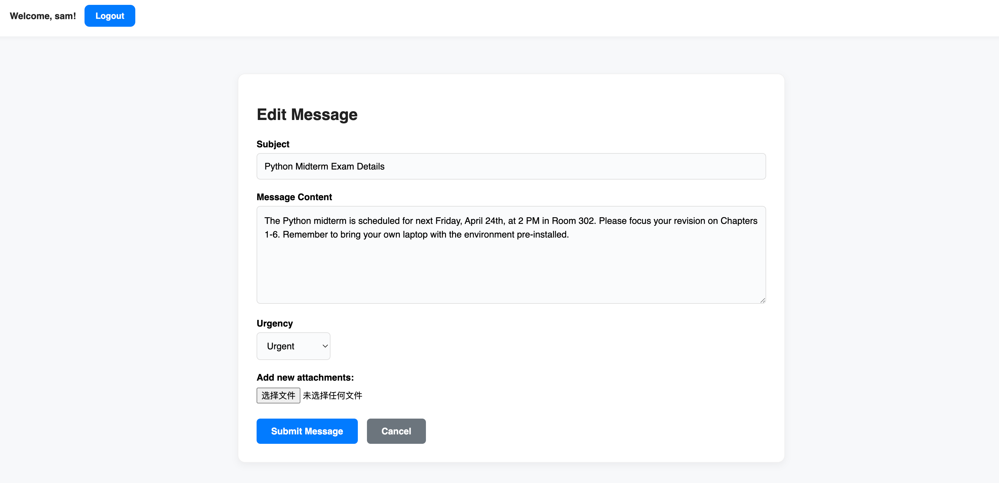 Welcome, sam! Logout
Edit Message
Subject
Python Midterm Exam Details
Message Content
The Python midterm is scheduled for next Friday, April 24th, at 2 PM in Room 302. Please focus your revision on Chapters
1-6. Remember to bring your own laptop with the environment pre-installed.
Urgency
Urgent
Add new attachments:
选择文件 未选择任何文件
Submit Message Cancel